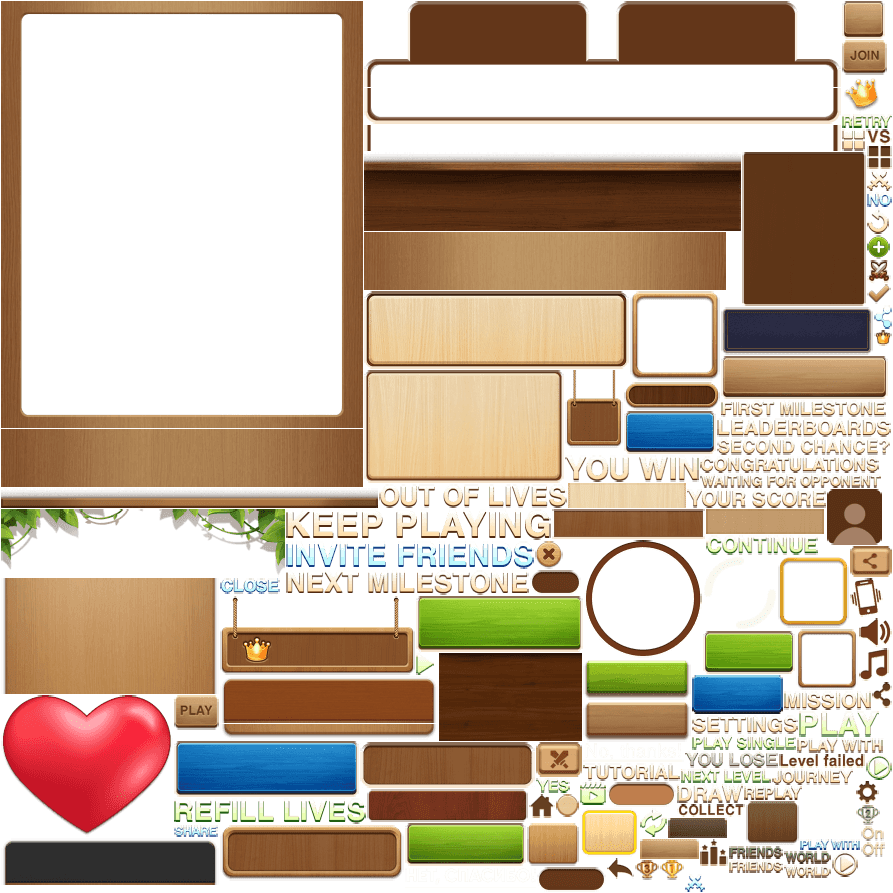 JOIN
RETRY
VS
NO
FIRST MILESTONE
LEADERBOARDS
SECOND CHANCE?
YOU WIN
CONGRATULATIONS
WAITING FOR OPPONENT
OUT OF LIVES
YOUR SCORE
KEEP PLAYING
CONTINUE
INVITE FRIENDS
CLOSE
NEXT MILESTONE
MISSION
PLAY
SETTINGS
PLAY
PLAY SINGLE
PLAY WITH
YOU LOSE
Level failed
TUTORIAL
NEXT LEVEL
JOURNEY
YES
DRAW
REPLAY
REFILL LIVES
COLLECT
SHARE
On
Off
PLAY WITH
FRIENDS
WORLD
FRIENDS
WORLD
2
3
1